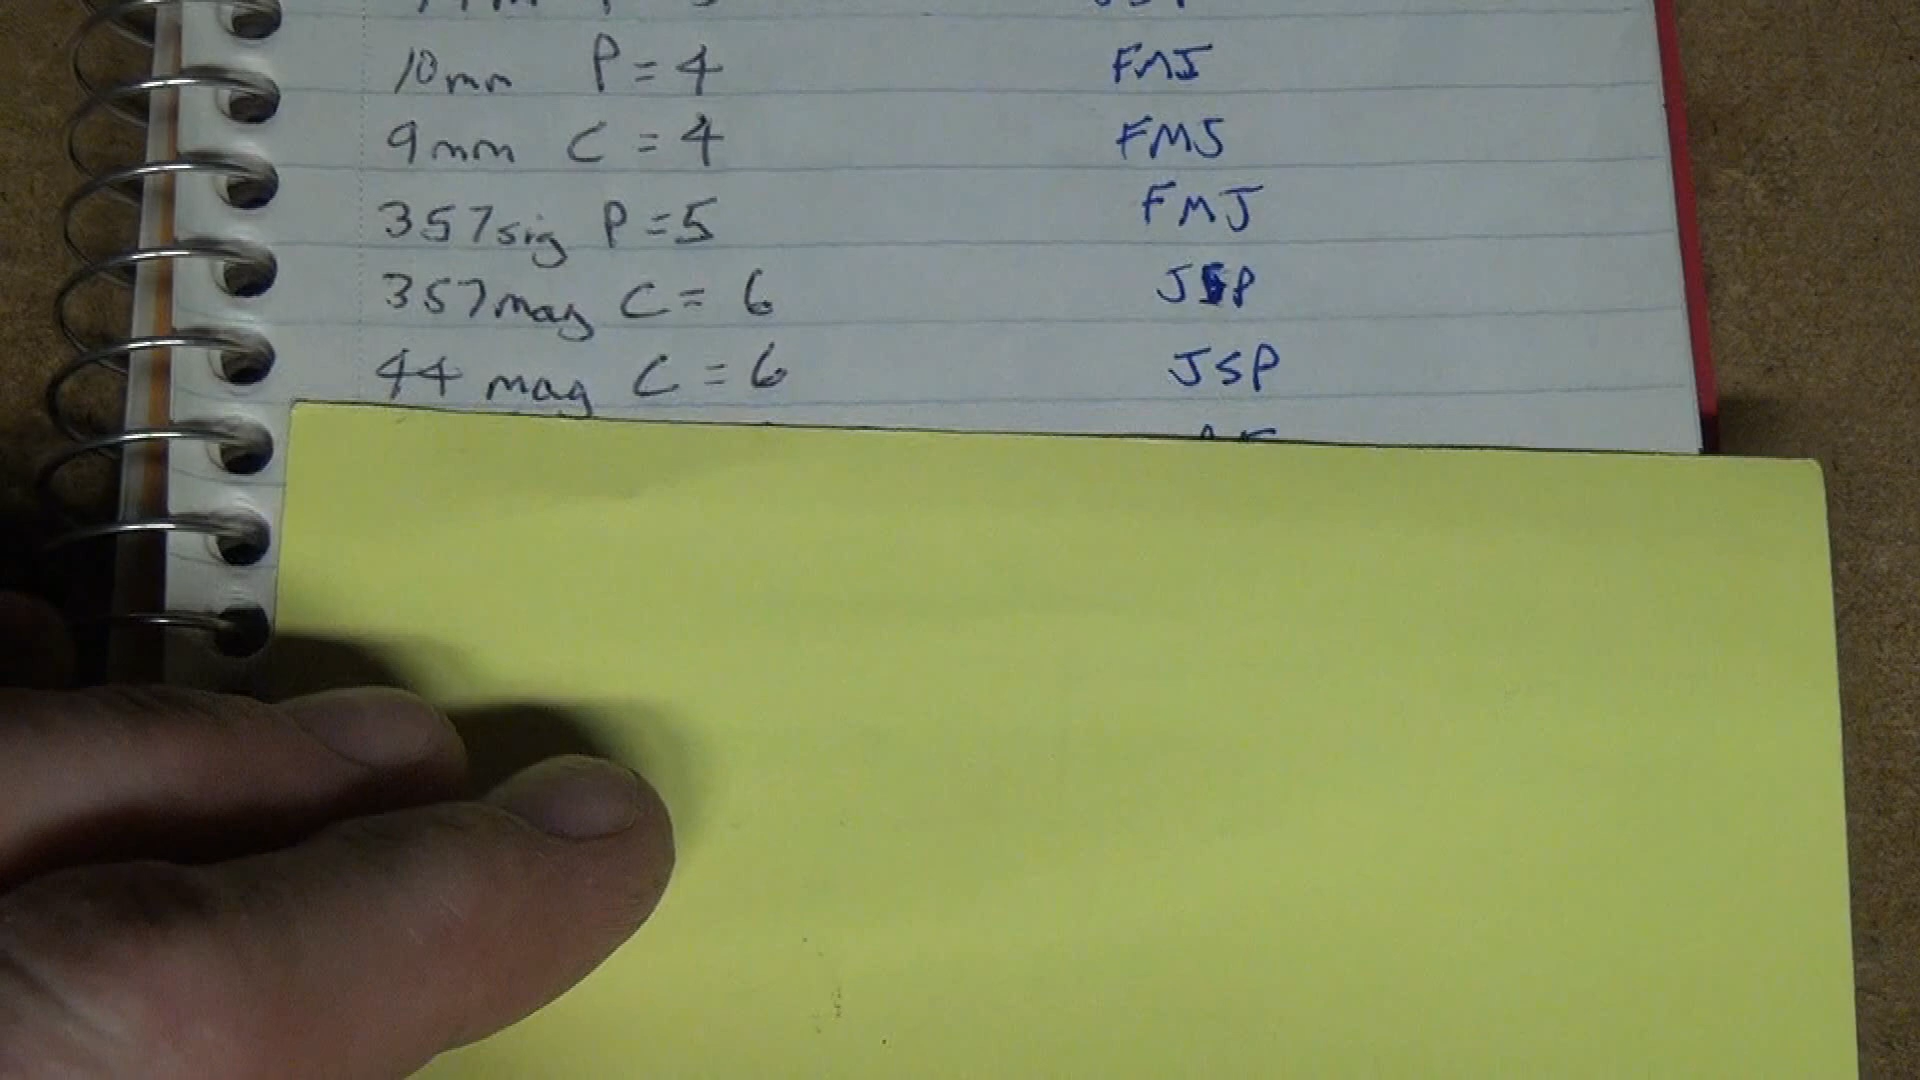 10mm P = 4 FMJ
9mm C = 4 FMJ
357sig P = 5 FMJ
357mag C = 6 JSP
44 mag C = 6 JSP